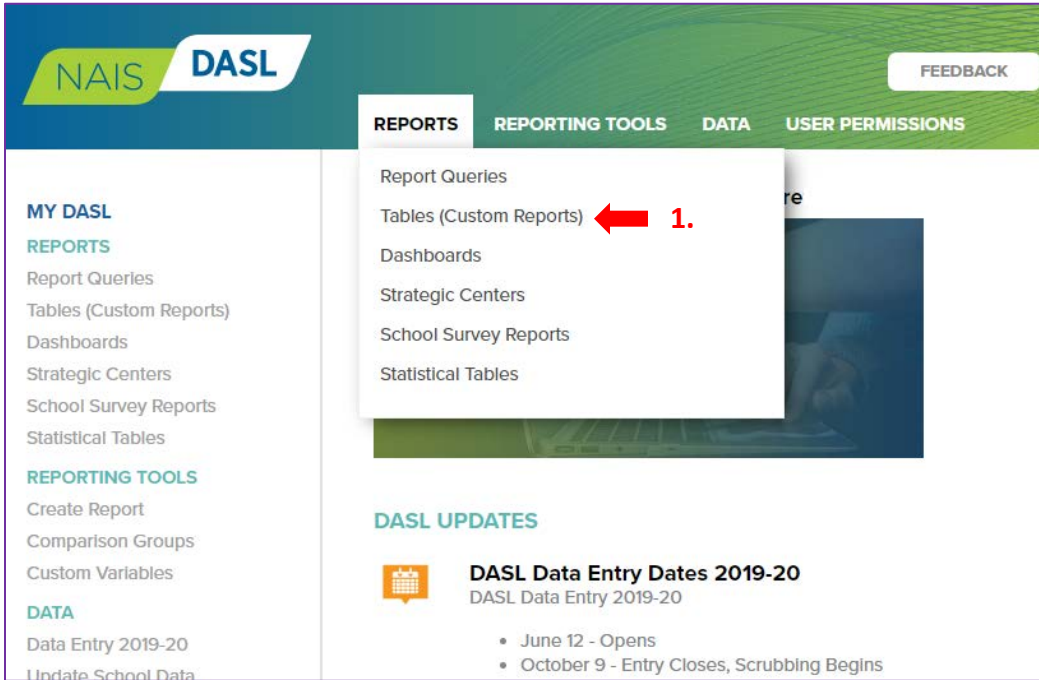 NAIS DASL
FEEDBACK
REPORTS REPORTING TOOLS DATA USER PERMISSIONS
MY DASL
REPORTS
Report Queries
Tables (Custom Reports)
Dashboards
Strategic Centers
School Survey Reports
Statistical Tables
REPORTING TOOLS
Create Report
Comparison Groups
Custom Variables
DATA
Data Entry 2019-20
Update School Data
Report Queries
Tables (Custom Reports)
1.
Dashboards
Strategic Centers
School Survey Reports
Statistical Tables
DASL UPDATES
DASL Data Entry Dates 2019-20
DASL Data Entry 2019-20
• June 12 - Opens
• October 9 - Entry Closes, Scrubbing Begins